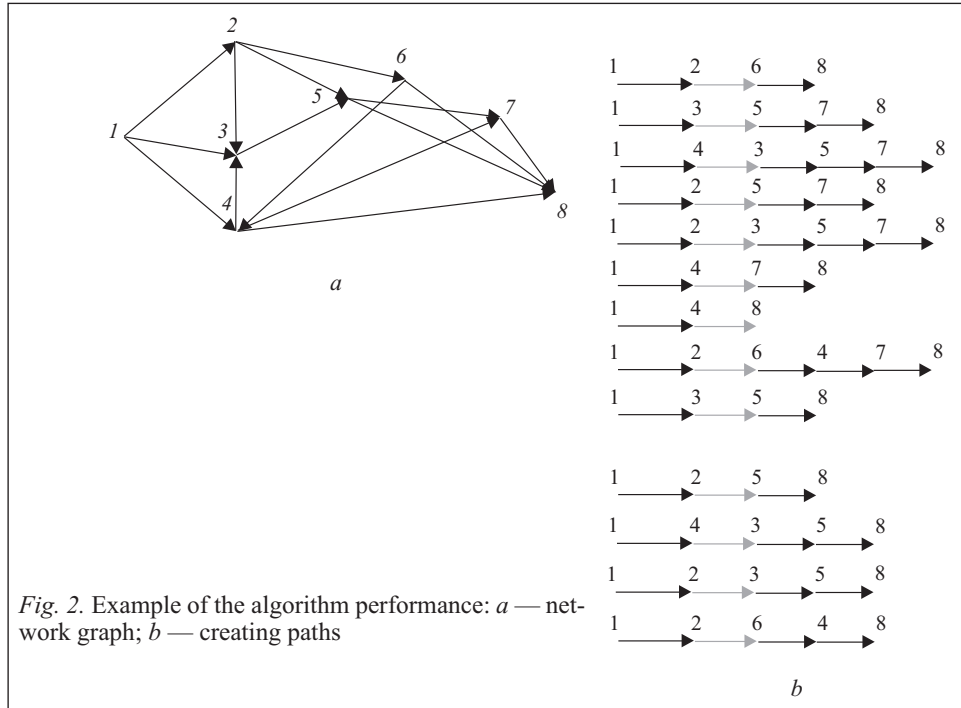 2
6
5
7
1
3
4
8
a
1 2 6 8
1 3 5 7 8
1 4 3 5 7 8
1 2 5 7 8
1 2 3 5 7 8
1 4 7 8
1 4 8
1 2 6 4 7 8
1 3 5 8
1 2 5 8
1 4 3 5 8
1 2 3 5 8
1 2 6 4 8
b
Fig. 2. Example of the algorithm performance: a — net-
work graph; b — creating paths